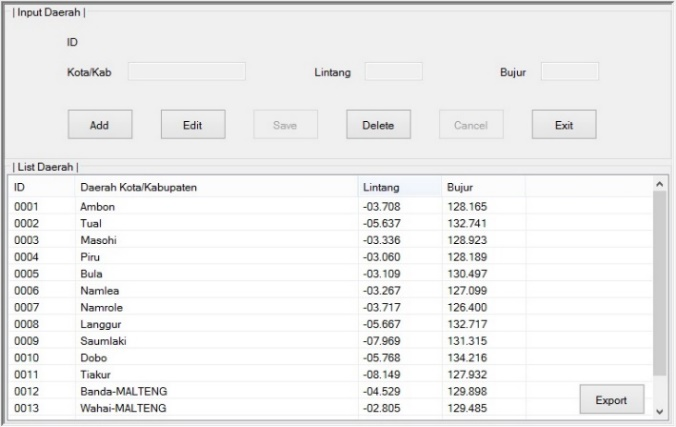 | Input Daerah |
ID
Kota/Kab Lintang Bujur
Add Edit Save Delete Cancel Exit
| List Daerah |
ID Daerah Kota/Kabupaten Lintang Bujur
0001 Ambon -03.708 128.165
0002 Tual -05.637 132.741
0003 Masohi -03.336 128.923
0004 Piru -03.060 128.189
0005 Bula -03.109 130.497
0006 Namlea -03.267 127.099
0007 Namrole -03.717 126.400
0008 Langgur -05.667 132.717
0009 Saumlaki -07.969 131.315
0010 Dobo -05.768 134.216
0011 Tiakur -08.149 127.932
0012 Banda-MALTENG -04.529 129.898
0013 Wahai-MALTENG -02.805 129.485
Export